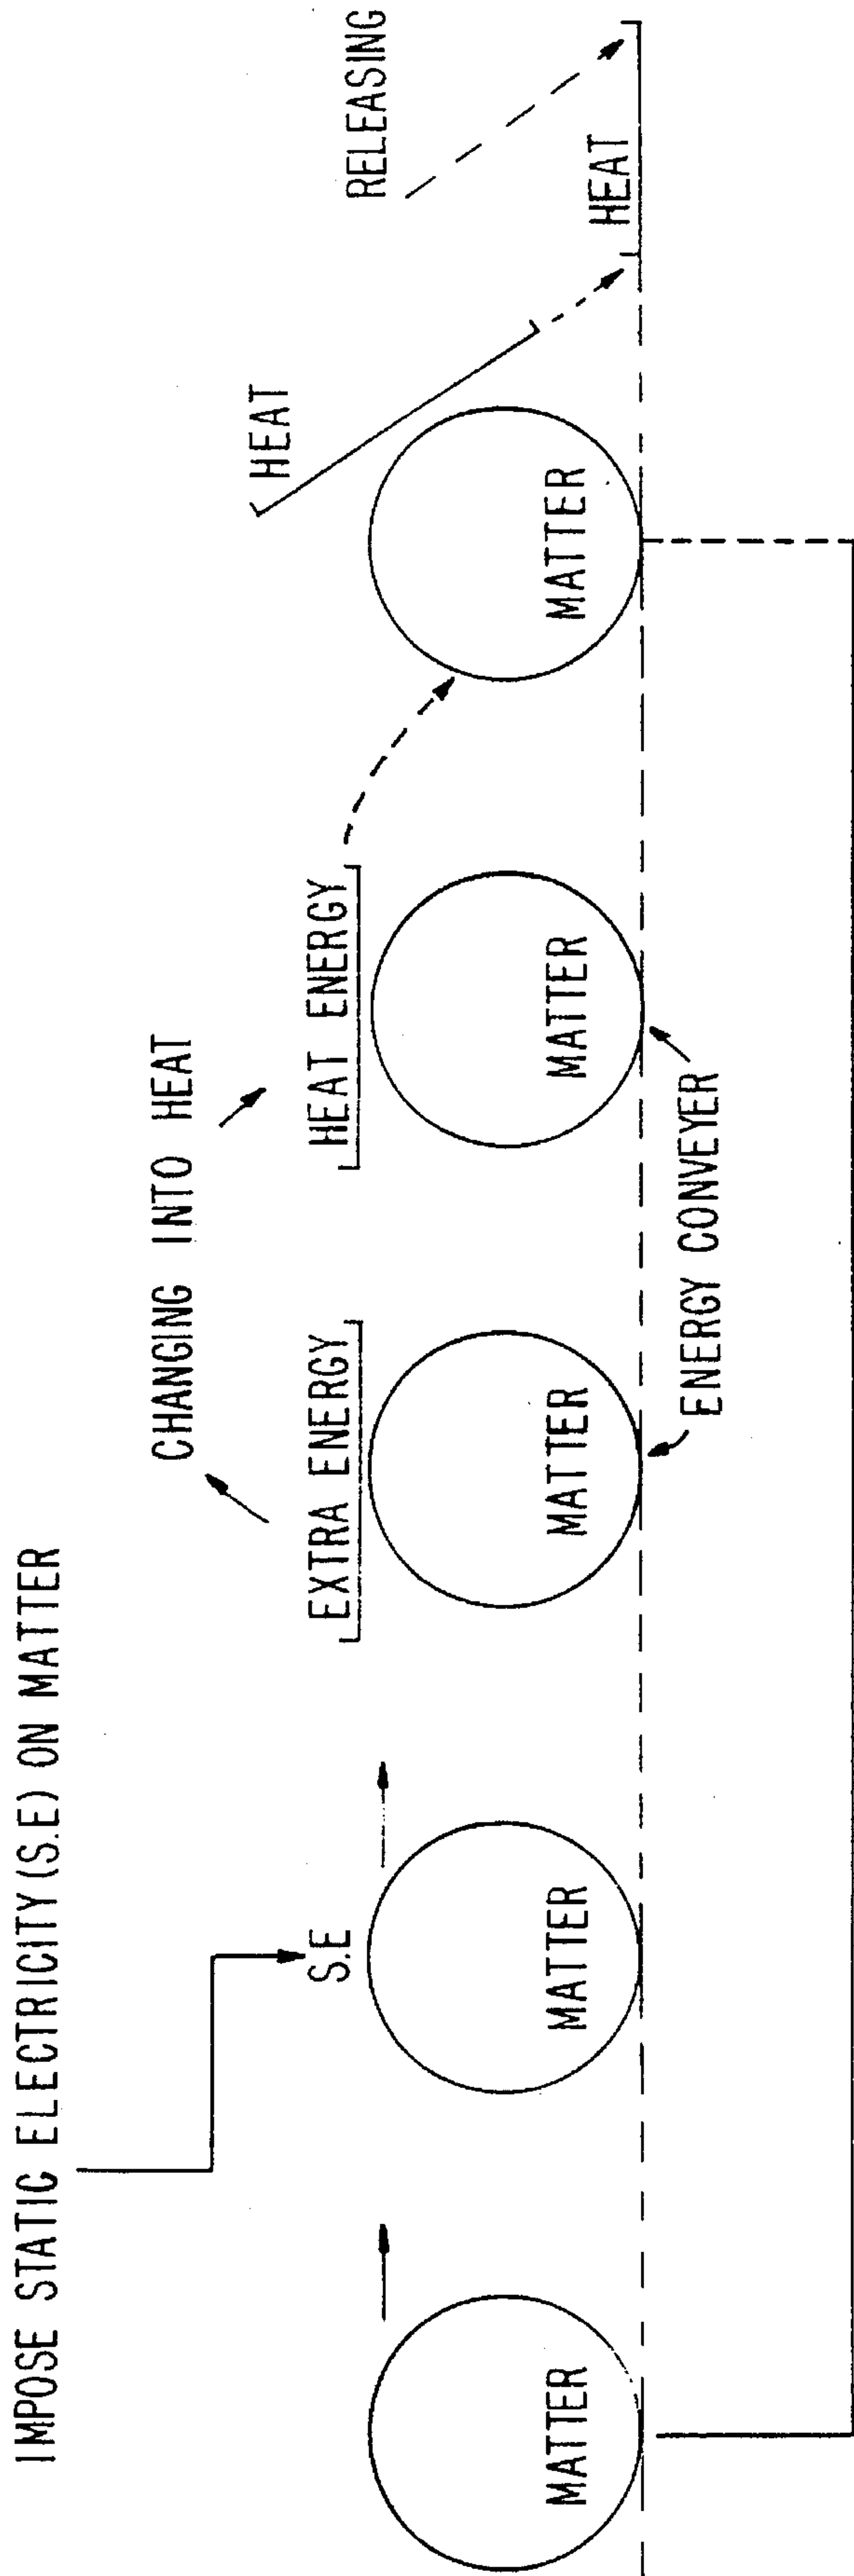 IMPOSE STATIC ELECTRICITY (S.E) ON MATTER
CHANGING INTO HEAT
S.E
EXTRA ENERGY
HEAT ENERGY
HEAT
RELEASING
MATTER
MATTER
MATTER
MATTER
MATTER
HEAT
ENERGY CONVEYER